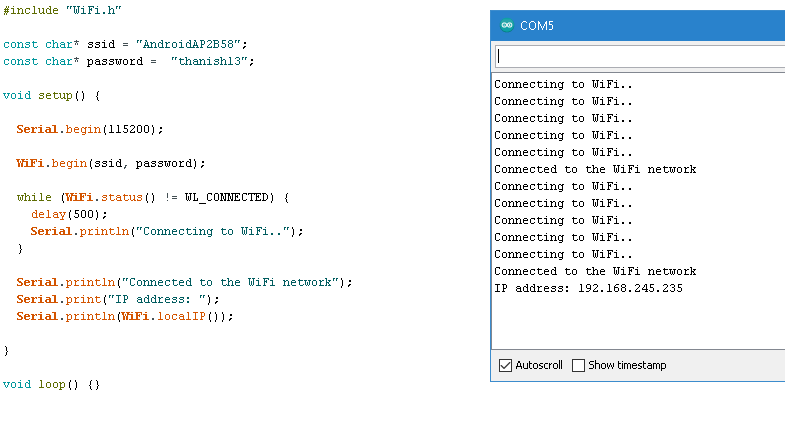 #include "WiFi.h"
const char* ssid = "AndroidAP2B58";
const char* password =  "thanish13";
void setup() {
Serial.begin(115200);
WiFi.begin(ssid, password);
while (WiFi.status() != WL_CONNECTED) {
delay(500);
Serial.println("Connecting to WiFi..");
}
Serial.println("Connected to the WiFi network");
Serial.print("IP address: ");
Serial.println(WiFi.localIP());
}
void loop() {}
COM5
Connecting to WiFi..
Connecting to WiFi..
Connecting to WiFi..
Connecting to WiFi..
Connecting to WiFi..
Connected to the WiFi network
Connecting to WiFi..
Connecting to WiFi..
Connecting to WiFi..
Connecting to WiFi..
Connecting to WiFi..
Connected to the WiFi network
IP address: 192.168.245.235
Autoscroll Show timestamp